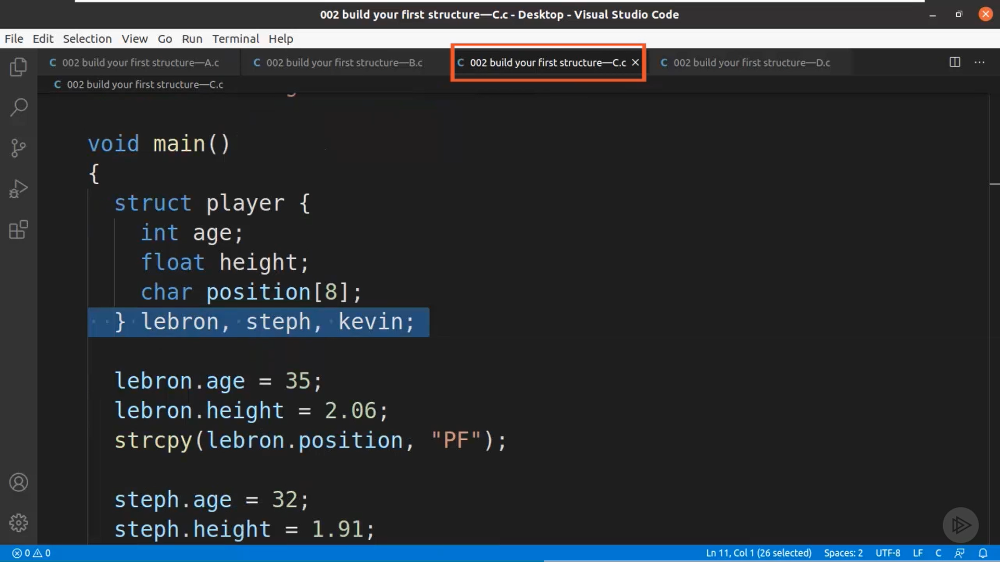 002 build your first structure—C.c - Desktop - Visual Studio Code
File Edit Selection View Go Run Terminal Help
C 002 build your first structure—A.c C 002 build your first structure—B.c C 002 build your first structure—C.c × C 002 build your first structure—D.c
C 002 build your first structure—C.c
void main()
{
struct player {
int age;
float height;
char position[8];
} lebron, steph, kevin;
lebron.age = 35;
lebron.height = 2.06;
strcpy(lebron.position, "PF");
steph.age = 32;
steph.height = 1.91;
0 0 Ln 11, Col 1 (26 selected) Spaces: 2 UTF-8 LF C